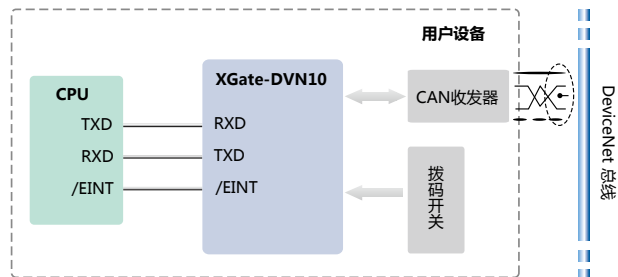 用户设备
XGate-DVN10
CPU
CAN收发器
TXD
RXD
RXD
TXD
/EINT
/EINT
拨码开关
DeviceNet 总线